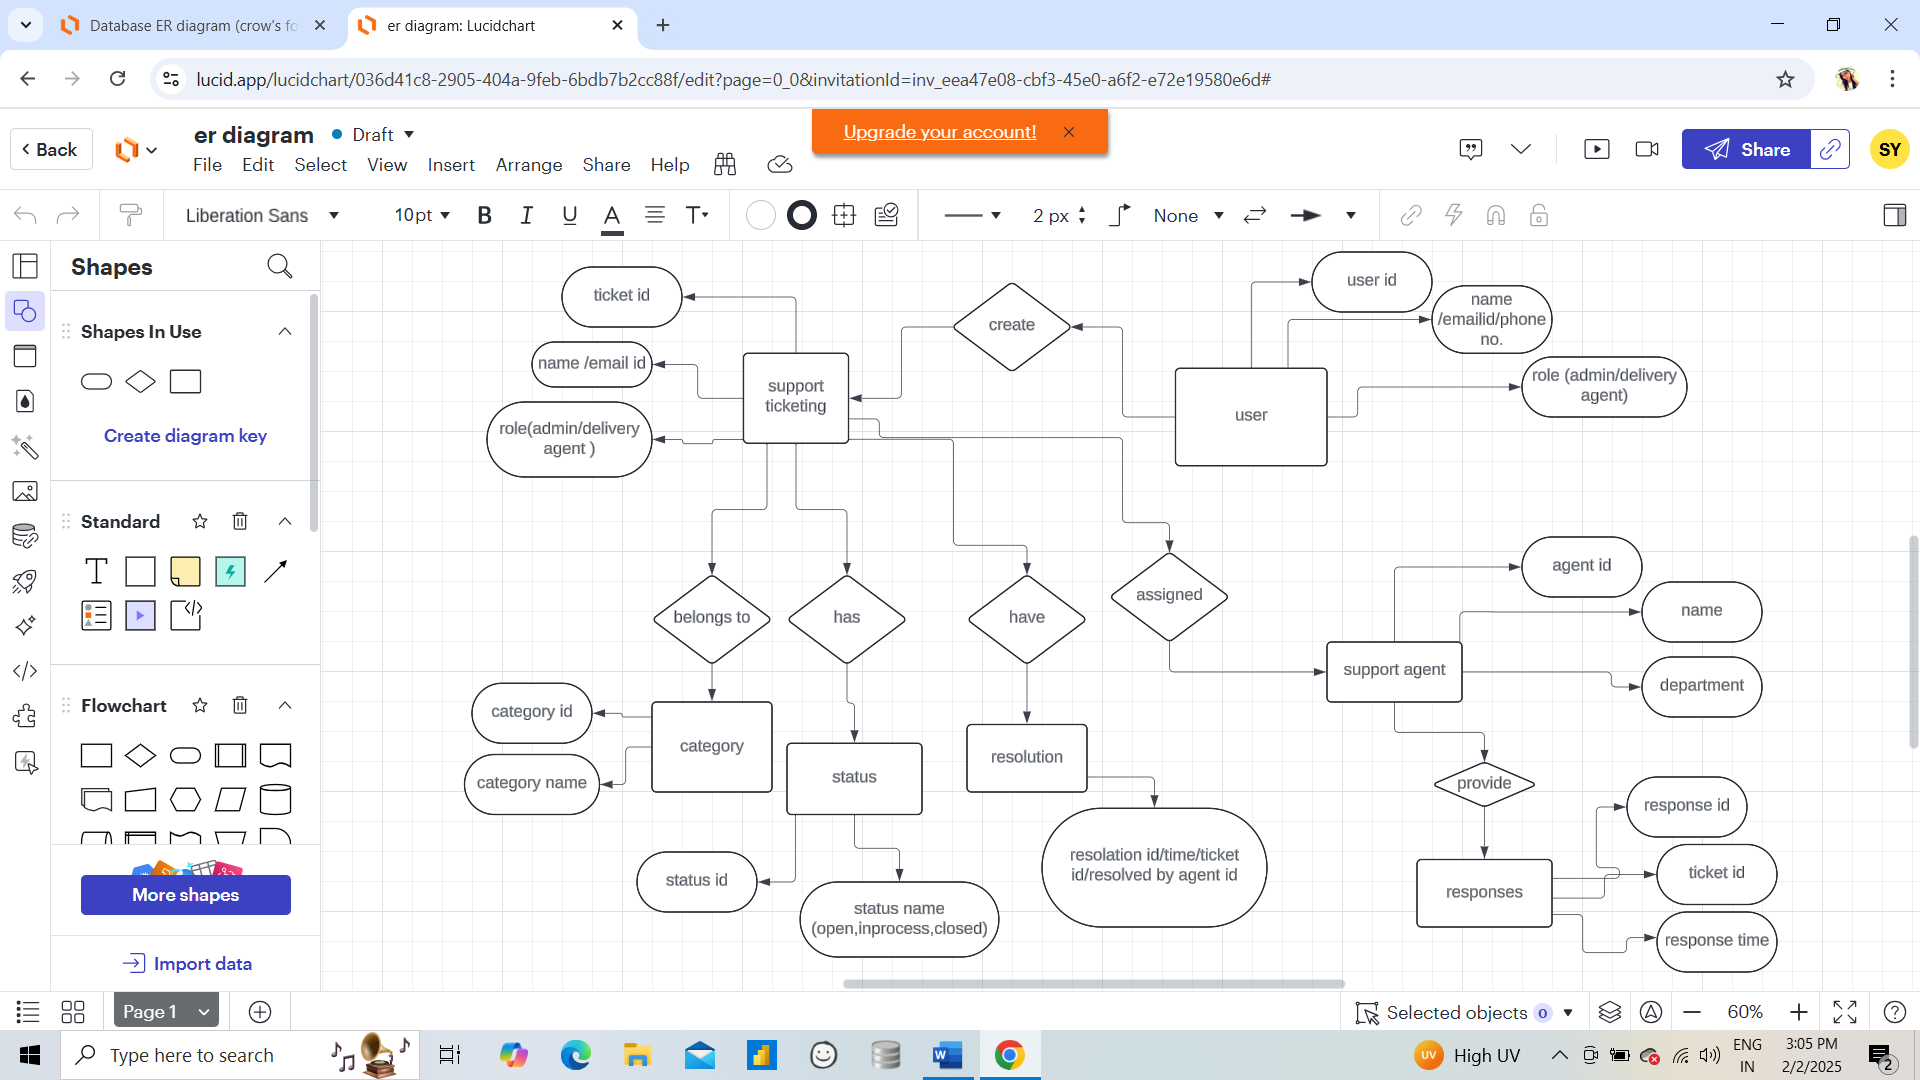 Database ER diagram (crow's fo
er diagram: Lucidchart
lucid.app/lucidchart/036d41c8-2905-404a-9feb-6bdb7b2cc88f/edit?page=0_0&invitationId=inv_eea47e08-cbf3-45e0-a6f2-e72e19580e6d#
Upgrade your account!
Back
er diagram
Draft
File Edit Select View Insert Arrange Share Help
Share
SY
Liberation Sans
10pt
B I U A T
2 px
None
Shapes
Shapes In Use
Create diagram key
Standard
T
Flowchart
More shapes
Import data
ticket id
name /email id
role(admin/delivery
agent )
support
ticketing
create
user
user id
name
/emailid/phone
no.
role (admin/delivery
agent)
belongs to
has
have
assigned
agent id
name
support agent
department
category id
category
category name
status
resolution
provide
response id
resolation id/time/ticket
id/resolved by agent id
responses
ticket id
status id
status name
(open,inprocess,closed)
response time
Page 1
Selected objects 0
60%
Type here to search
UV
High UV
ENG
IN
3:05 PM
2/2/2025
2